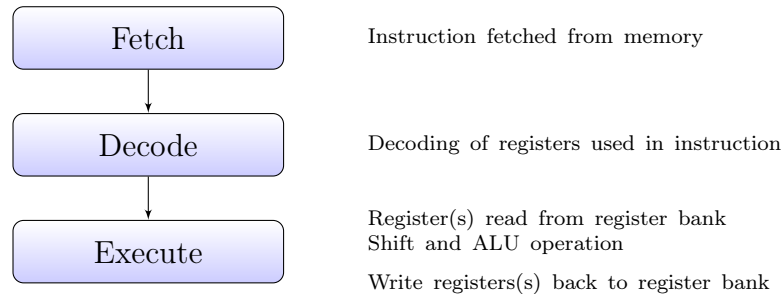 Fetch
Instruction fetched from memory
Decode
Decoding of registers used in instruction
Execute
Register(s) read from register bank
Shift and ALU operation
Write registers(s) back to register bank